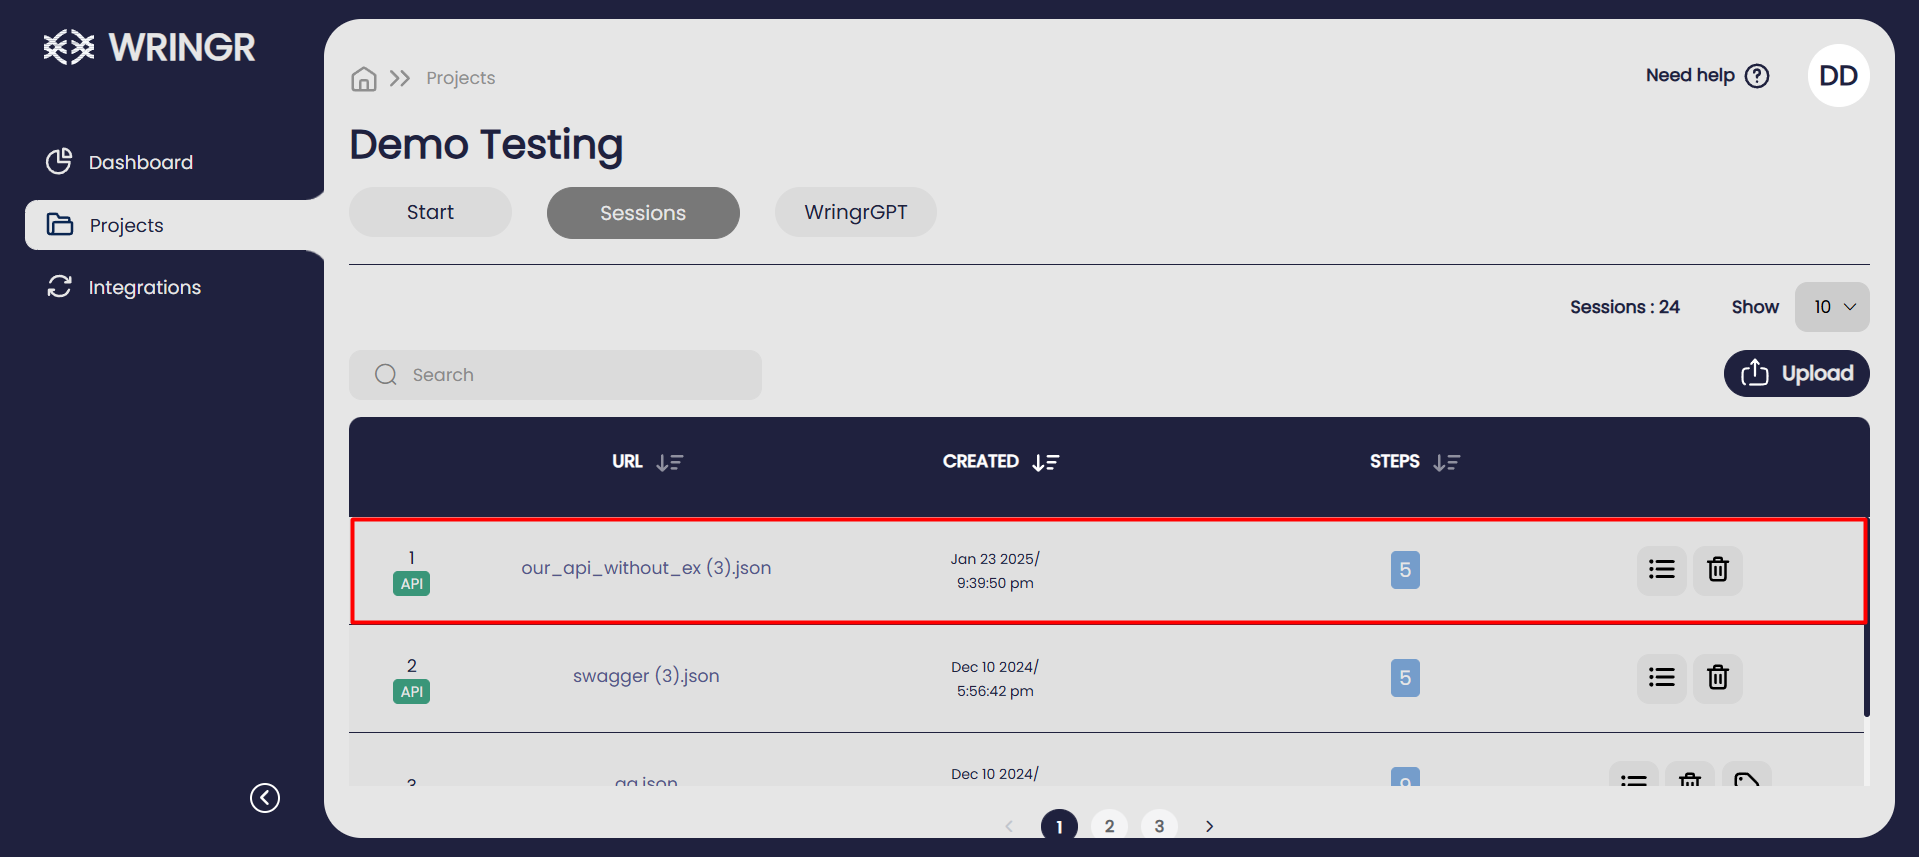 WRINGR
Dashboard
Projects
Integrations
Projects
Need help
DD
Demo Testing
Start
Sessions
WringrGPT
Sessions : 24
Show
10
Search
Upload
URL
CREATED
STEPS
1
API
our_api_without_ex (3).json
Jan 23 2025/
9:39:50 pm
5
2
API
swagger (3).json
Dec 10 2024/
5:56:42 pm
5
3
Dec 10 2024/
1
2
3